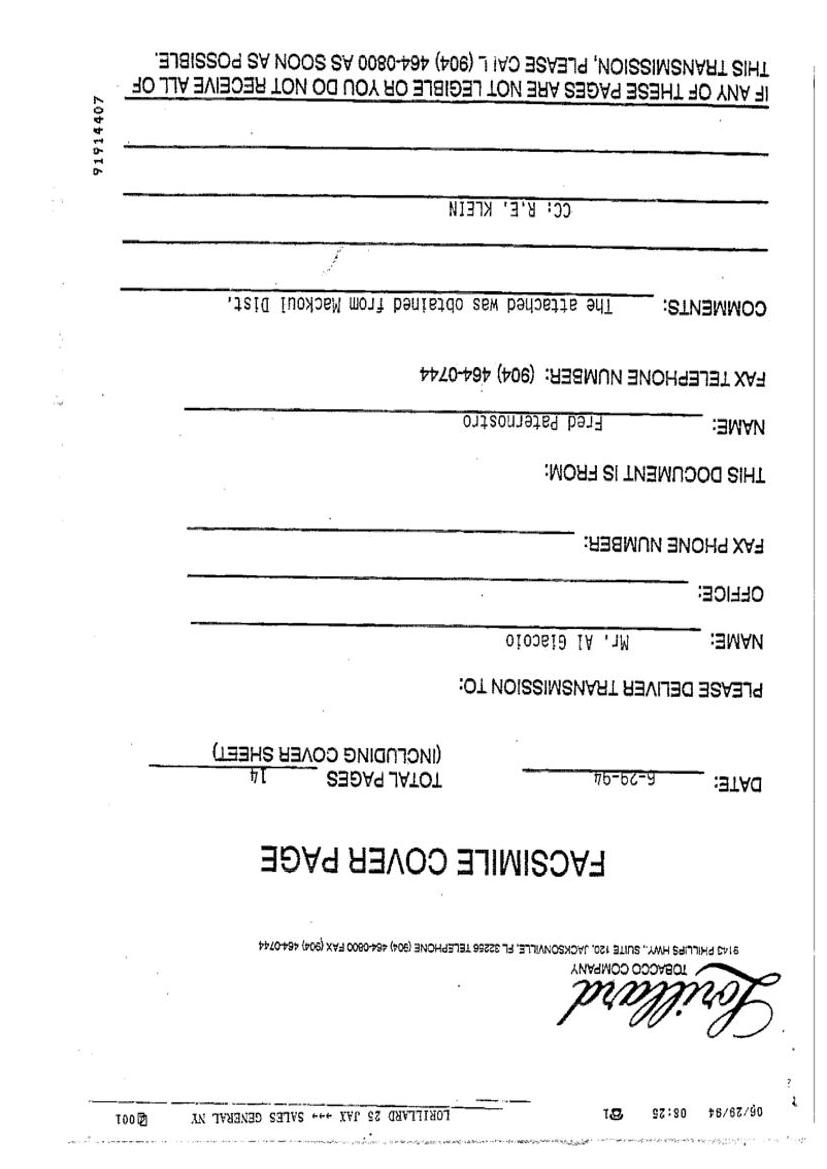 06/29/94 08:25 ☎1 LORILLARD 25 JAX →→→ SALES GENERAL NY 001
Lorillard
TOBACCO COMPANY
9143 PHILLIPS HWY., SUITE 120, JACKSONVILLE, FL 32256 TELEPHONE (904) 464-0800 FAX (904) 464-0744
FACSIMILE COVER PAGE
DATE: 6-29-94 TOTAL PAGES 14
(INCLUDING COVER SHEET)
PLEASE DELIVER TRANSMISSION TO:
NAME: Mr. Al Giacoio
OFFICE:
FAX PHONE NUMBER:
THIS DOCUMENT IS FROM:
NAME: Fred Paternostro
FAX TELEPHONE NUMBER: (904) 464-0744
COMMENTS: The attached was obtained from Mackoul Dist.
CC: R.E. KLEIN
IF ANY OF THESE PAGES ARE NOT LEGIBLE OR YOU DO NOT RECEIVE ALL OF
THIS TRANSMISSION, PLEASE CALL (904) 464-0800 AS SOON AS POSSIBLE.
91914407